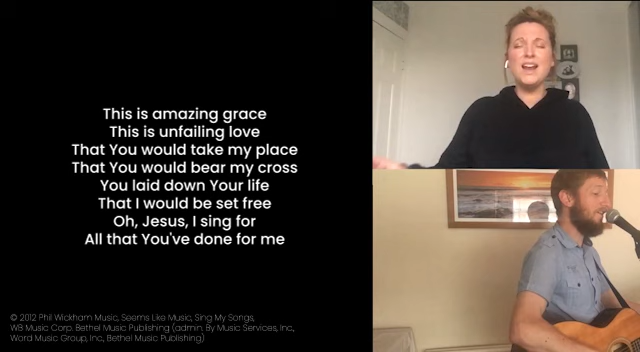 This is amazing grace
This is unfailing love
That You would take my place
That You would bear my cross
You laid down Your life
That I would be set free
Oh, Jesus, I sing for
All that You've done for me
© 2012 Phil Wickham Music, Seems Like Music, Sing My Songs,
WB Music Corp. Bethel Music Publishing (admin. By Music Services, Inc.,
Word Music Group, Inc., Bethel Music Publishing)